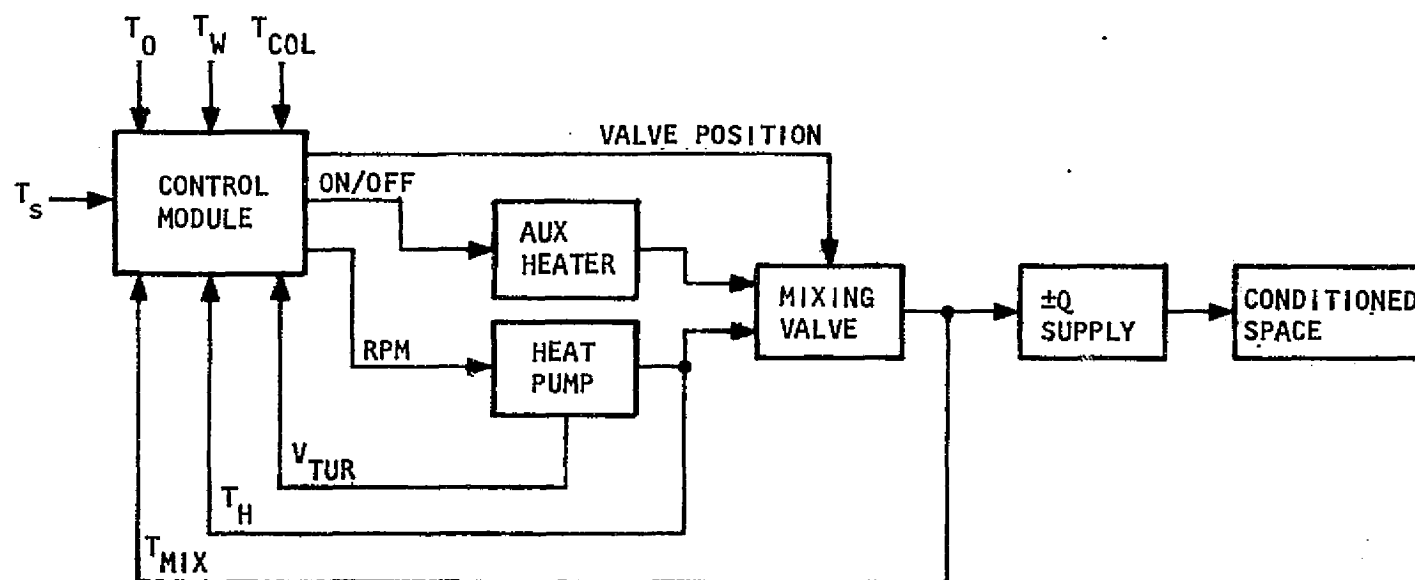 T_O T_W T_COL
VALVE POSITION
T_S
CONTROL
MODULE
ON/OFF
AUX
HEATER
MIXING
VALVE
±Q
SUPPLY
CONDITIONED
SPACE
RPM
HEAT
PUMP
V_TUR
T_H
T_MIX